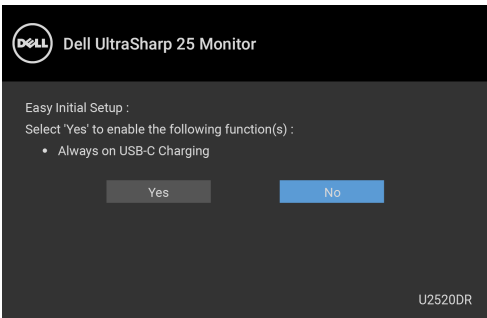 DELL
Dell UltraSharp 25 Monitor
Easy Initial Setup :
Select 'Yes' to enable the following function(s) :
• Always on USB-C Charging
Yes
No
U2520DR